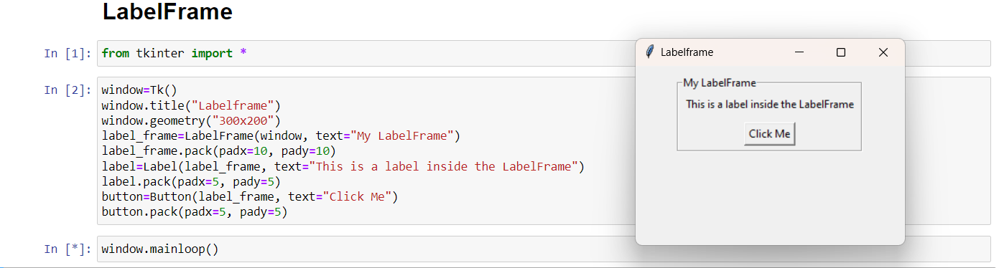 LabelFrame
In [1]: from tkinter import *
In [2]: window=Tk()
window.title("Labelframe")
window.geometry("300x200")
label_frame=LabelFrame(window, text="My LabelFrame")
label_frame.pack(padx=10, pady=10)
label=Label(label_frame, text="This is a label inside the LabelFrame")
label.pack(padx=5, pady=5)
button=Button(label_frame, text="Click Me")
button.pack(padx=5, pady=5)
In [*]: window.mainloop()
Labelframe
My LabelFrame
This is a label inside the LabelFrame
Click Me